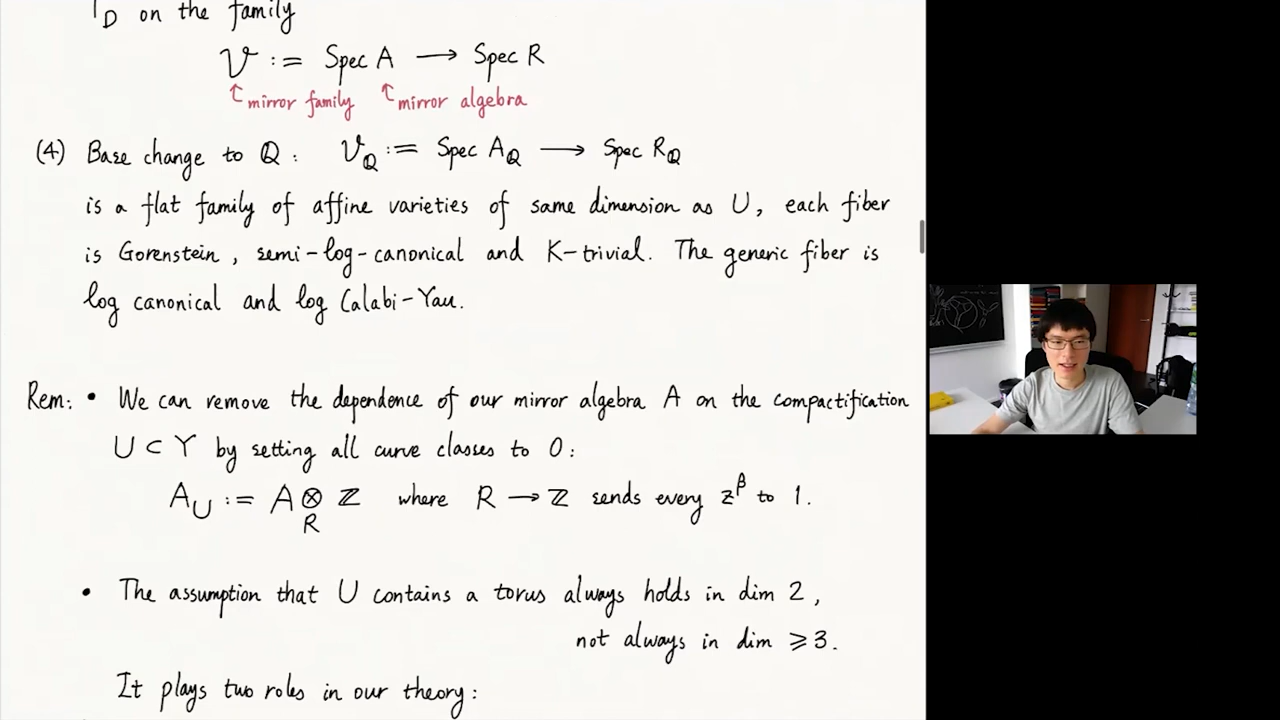 T_D on the family
𝒱 := Spec A ⟶ Spec R
↑ mirror family ↑ mirror algebra
(4) Base change to ℚ: 𝒱_ℚ := Spec A_ℚ ⟶ Spec R_ℚ
is a flat family of affine varieties of same dimension as U, each fiber
is Gorenstein, semi-log-canonical and K-trivial. The generic fiber is
log canonical and log Calabi-Yau.
Rem: • We can remove the dependence of our mirror algebra A on the compactification
U ⊂ Y by setting all curve classes to 0:
A_U := A ⊗_R ℤ where R ⟶ ℤ sends every z^β to 1.
• The assumption that U contains a torus always holds in dim 2,
not always in dim ⩾ 3.
It plays two roles in our theory: